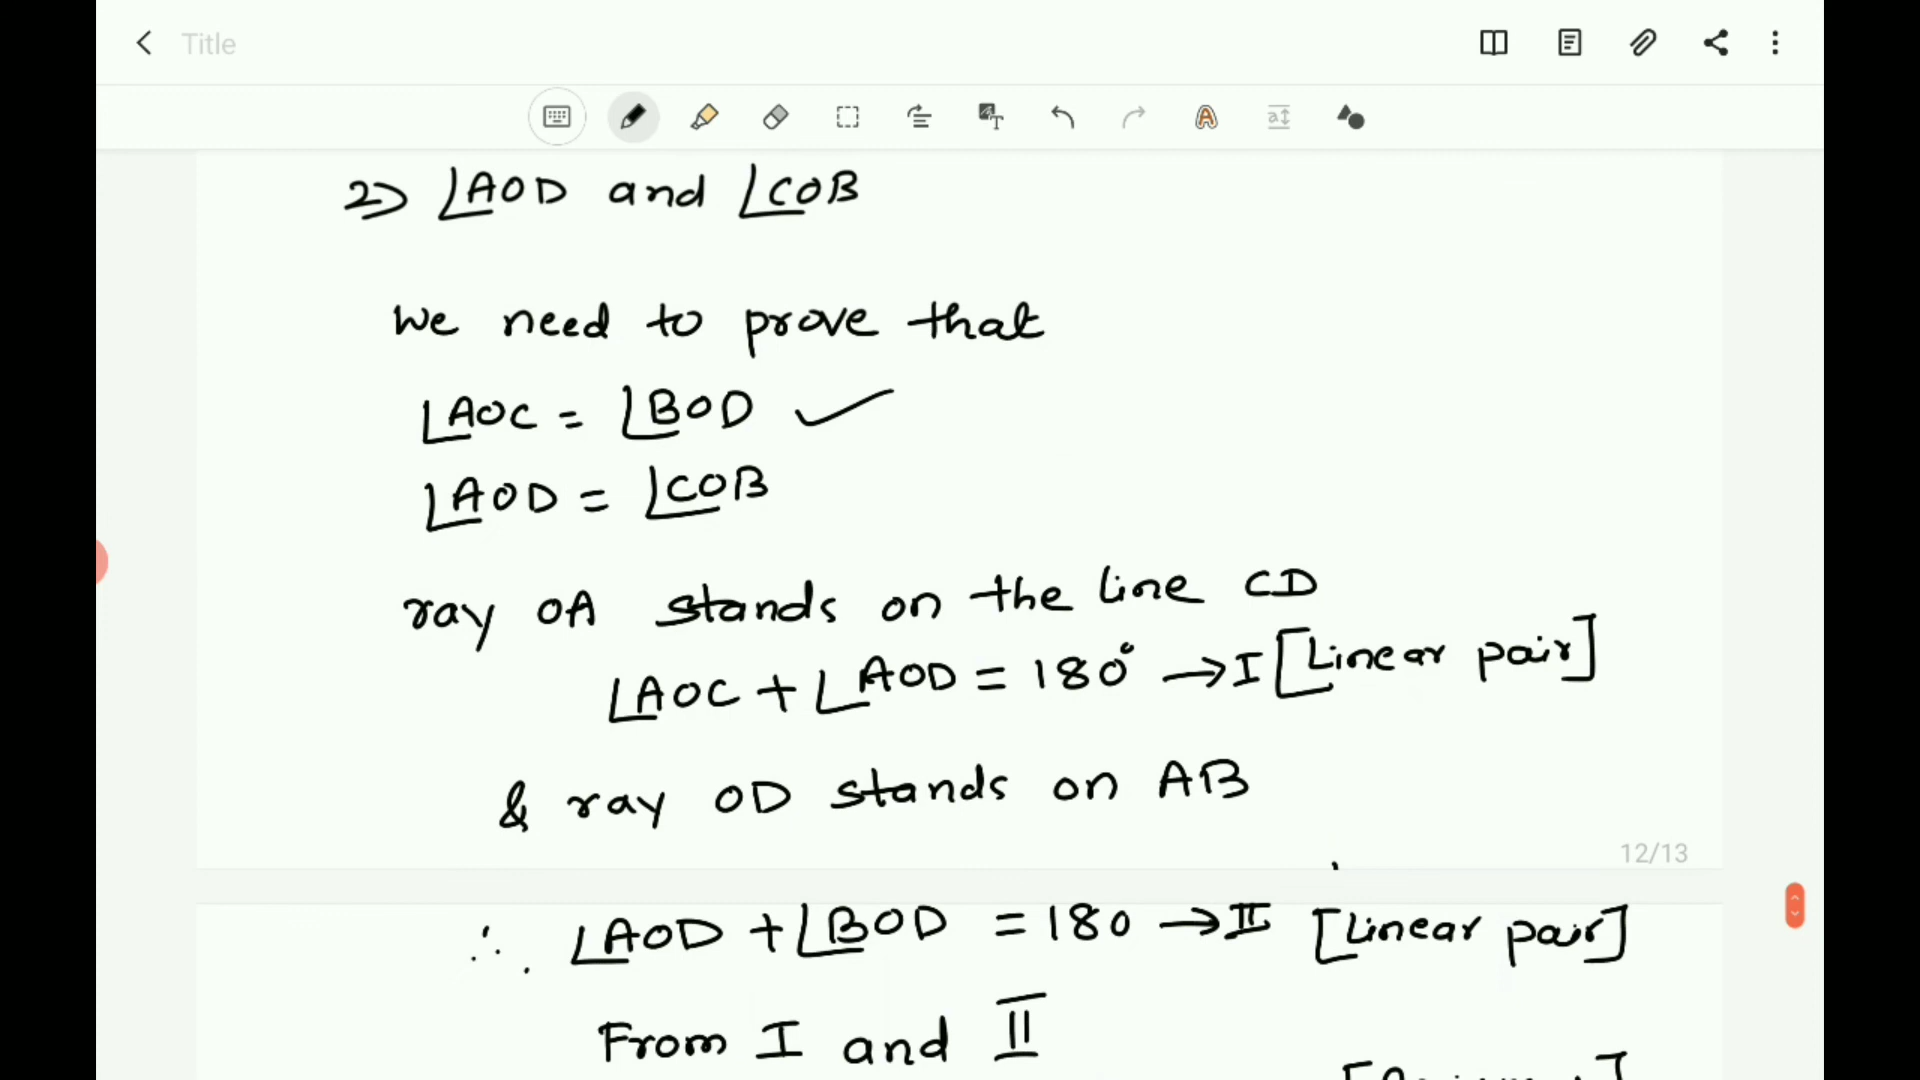 Title
2) ∠AOD and ∠COB
We need to prove that
∠AOC = ∠BOD ✓
∠AOD = ∠COB
ray OA stands on the line CD
∠AOC + ∠AOD = 180° → I [Linear pair]
& ray OD stands on AB
12/13
∴ ∠AOD + ∠BOD = 180 → II [Linear pair]
From I and II